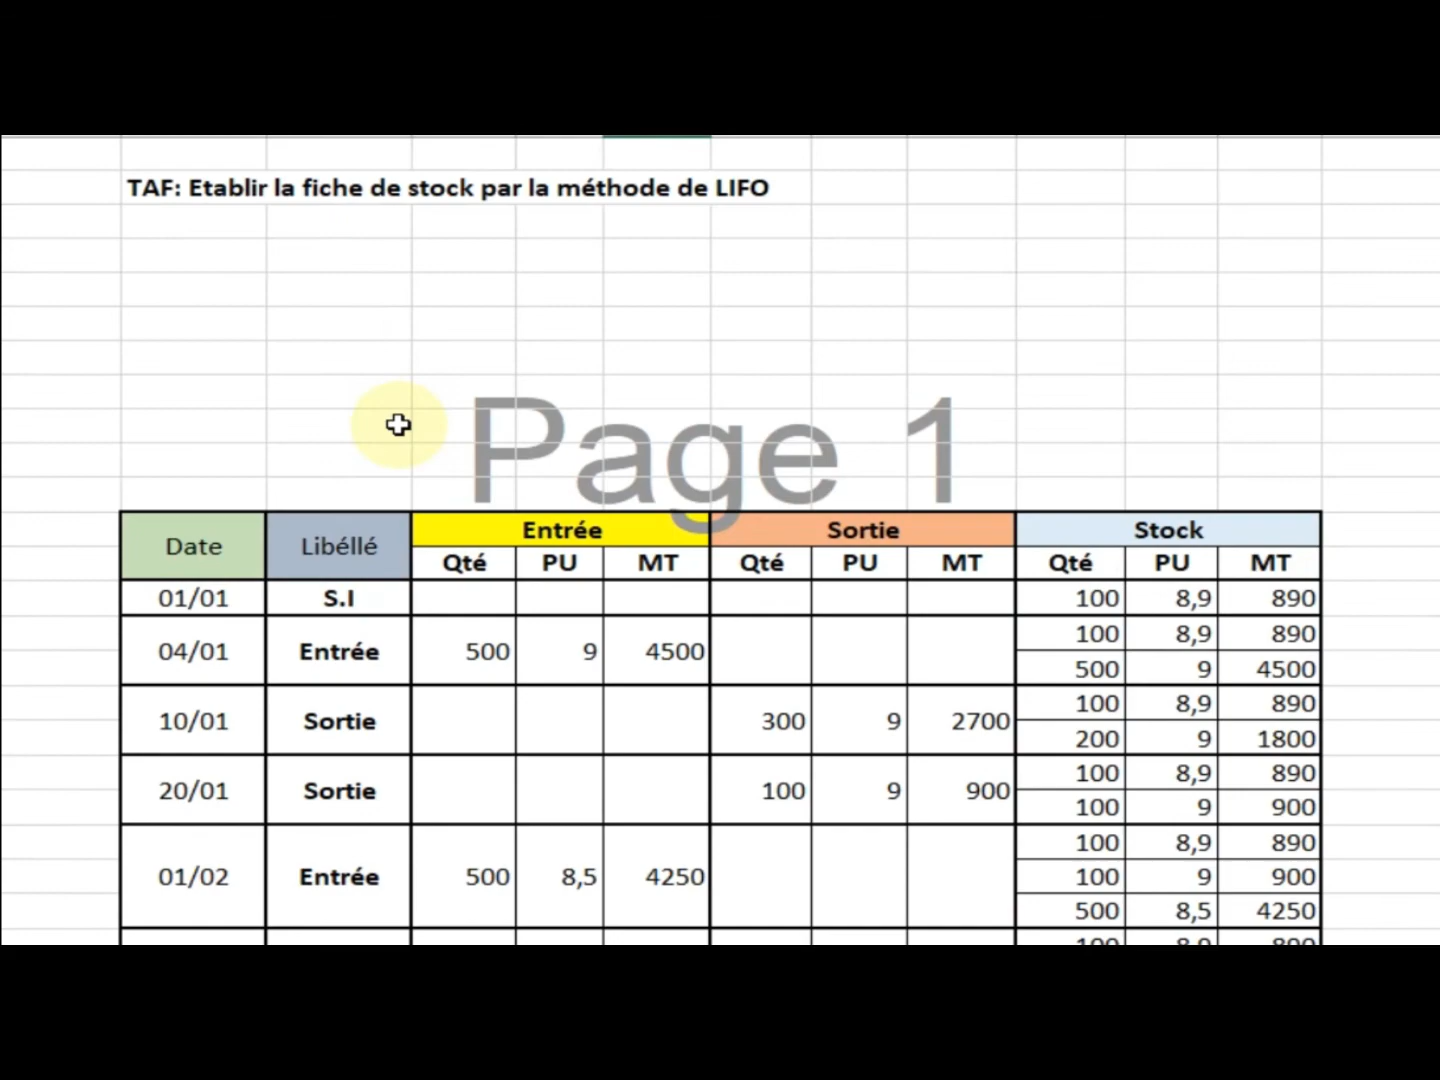 TAF: Etablir la fiche de stock par la méthode de LIFO
Page 1
Date Libéllé Entrée Sortie Stock
Qté PU MT Qté PU MT Qté PU MT
01/01 S.I 100 8,9 890
04/01 Entrée 500 9 4500 100 8,9 890
500 9 4500
10/01 Sortie 300 9 2700 100 8,9 890
200 9 1800
20/01 Sortie 100 9 900 100 8,9 890
100 9 900
01/02 Entrée 500 8,5 4250 100 8,9 890
100 9 900
500 8,5 4250
100 8,9 890